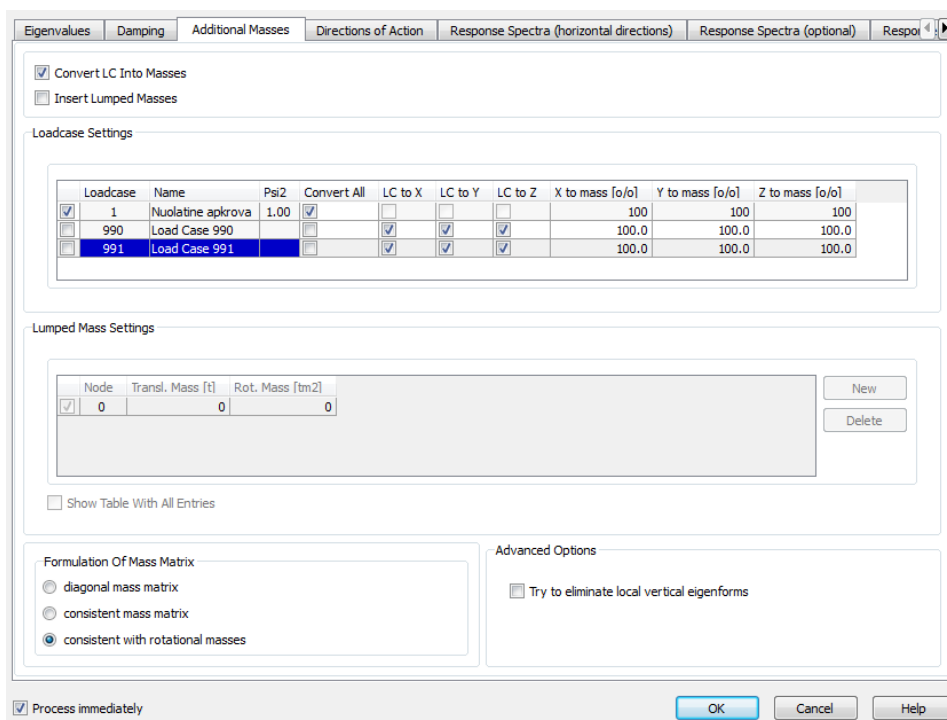 Eigenvalues Damping Additional Masses Directions of Action Response Spectra (horizontal directions) Response Spectra (optional)
Convert LC Into Masses
Insert Lumped Masses
Loadcase Settings
Loadcase Name Psi2 Convert All LC to X LC to Y LC to Z X to mass [o/o] Y to mass [o/o] Z to mass [o/o]
1 Nuolatine apkrova 1.00 100 100 100
990 Load Case 990 100.0 100.0 100.0
991 Load Case 991 100.0 100.0 100.0
Lumped Mass Settings
Node Transl. Mass [t] Rot. Mass [tm2]
0 0 0
New
Delete
Show Table With All Entries
Formulation Of Mass Matrix
diagonal mass matrix
consistent mass matrix
consistent with rotational masses
Advanced Options
Try to eliminate local vertical eigenforms
Process immediately
OK Cancel Help